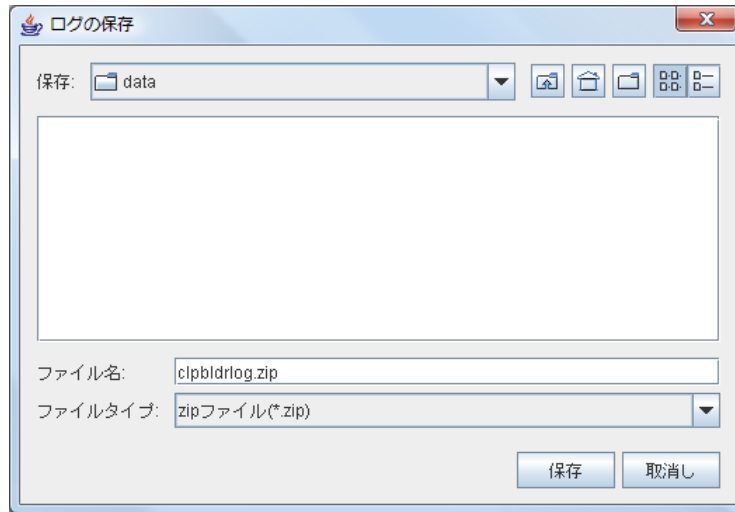 ログの保存
保存: data
ファイル名: clpbldrlog.zip
ファイルタイプ: zipファイル(*.zip)
保存 取消し